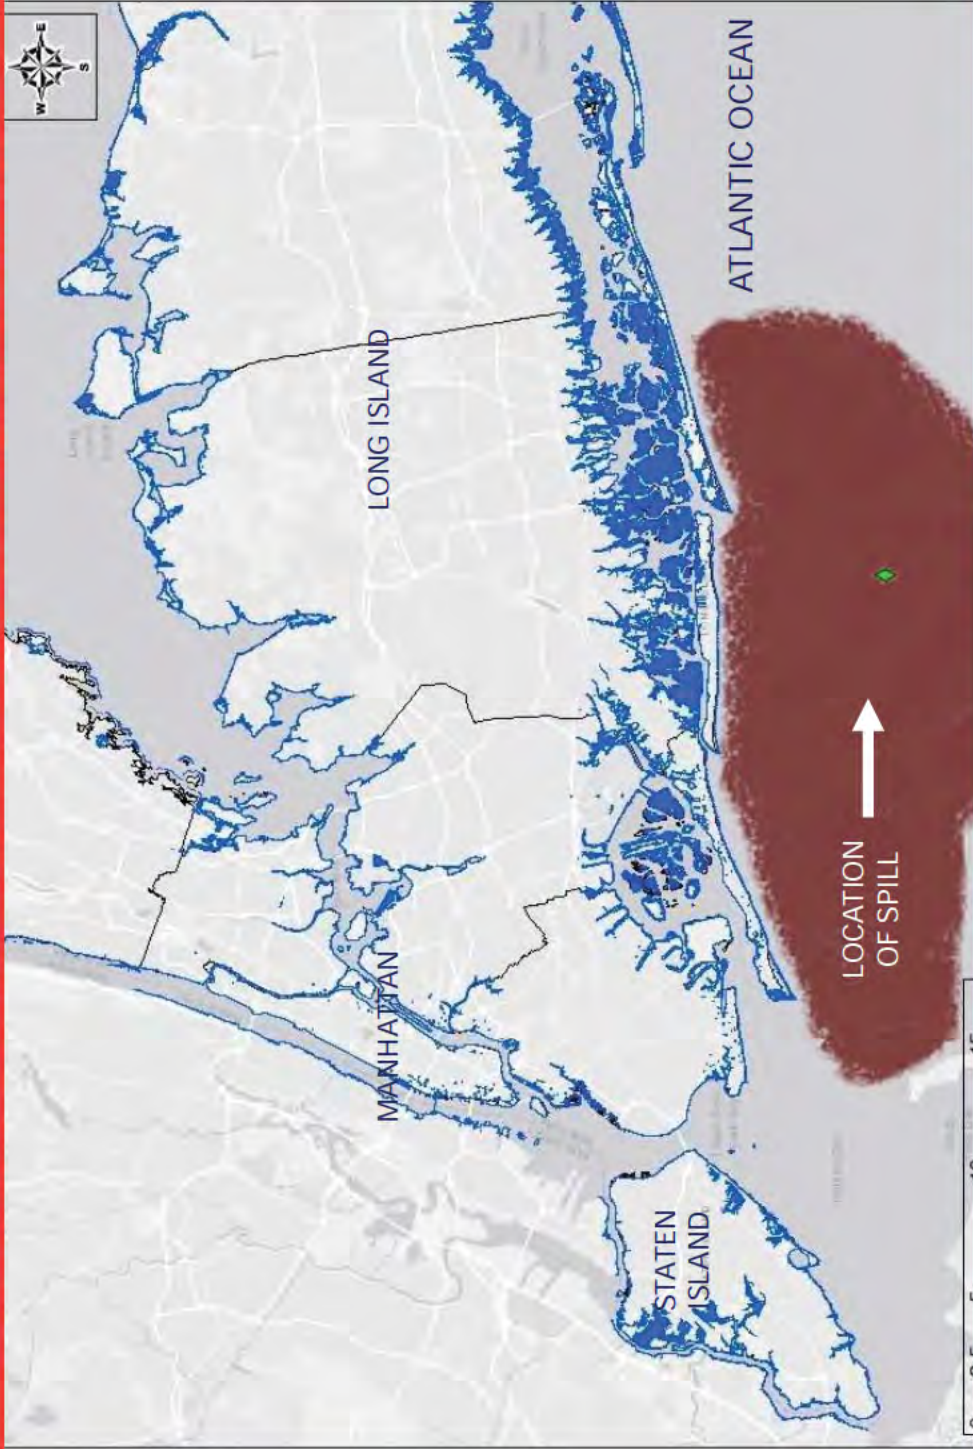 E
S
W
ATLANTIC OCEAN
LONG ISLAND
MANHATTAN
LOCATION
OF SPILL
STATEN
ISLAND